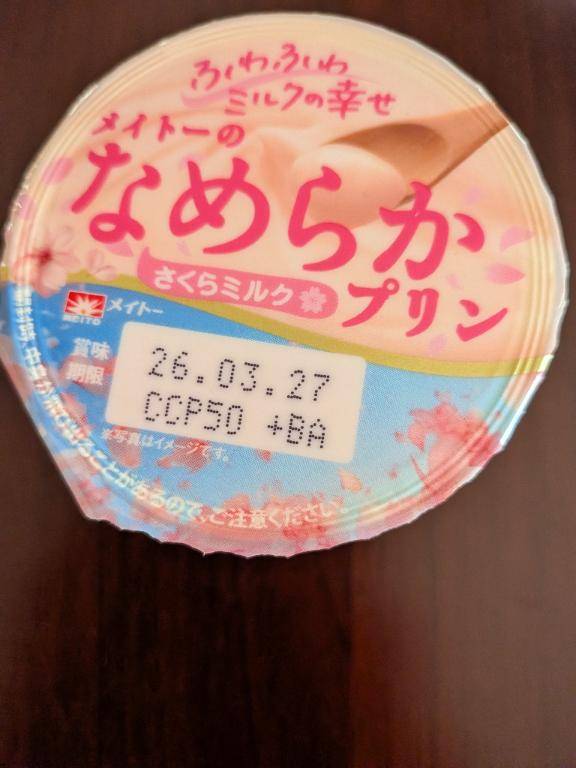 ふわふわ
ミルクの幸せ
メイトーの
なめらか
プリン
さくらミルク
MEITO
メイトー
賞味
期限
26.03.27
CCP50 +BA
※写真はイメージです。
ことがあるので、ご注意ください。